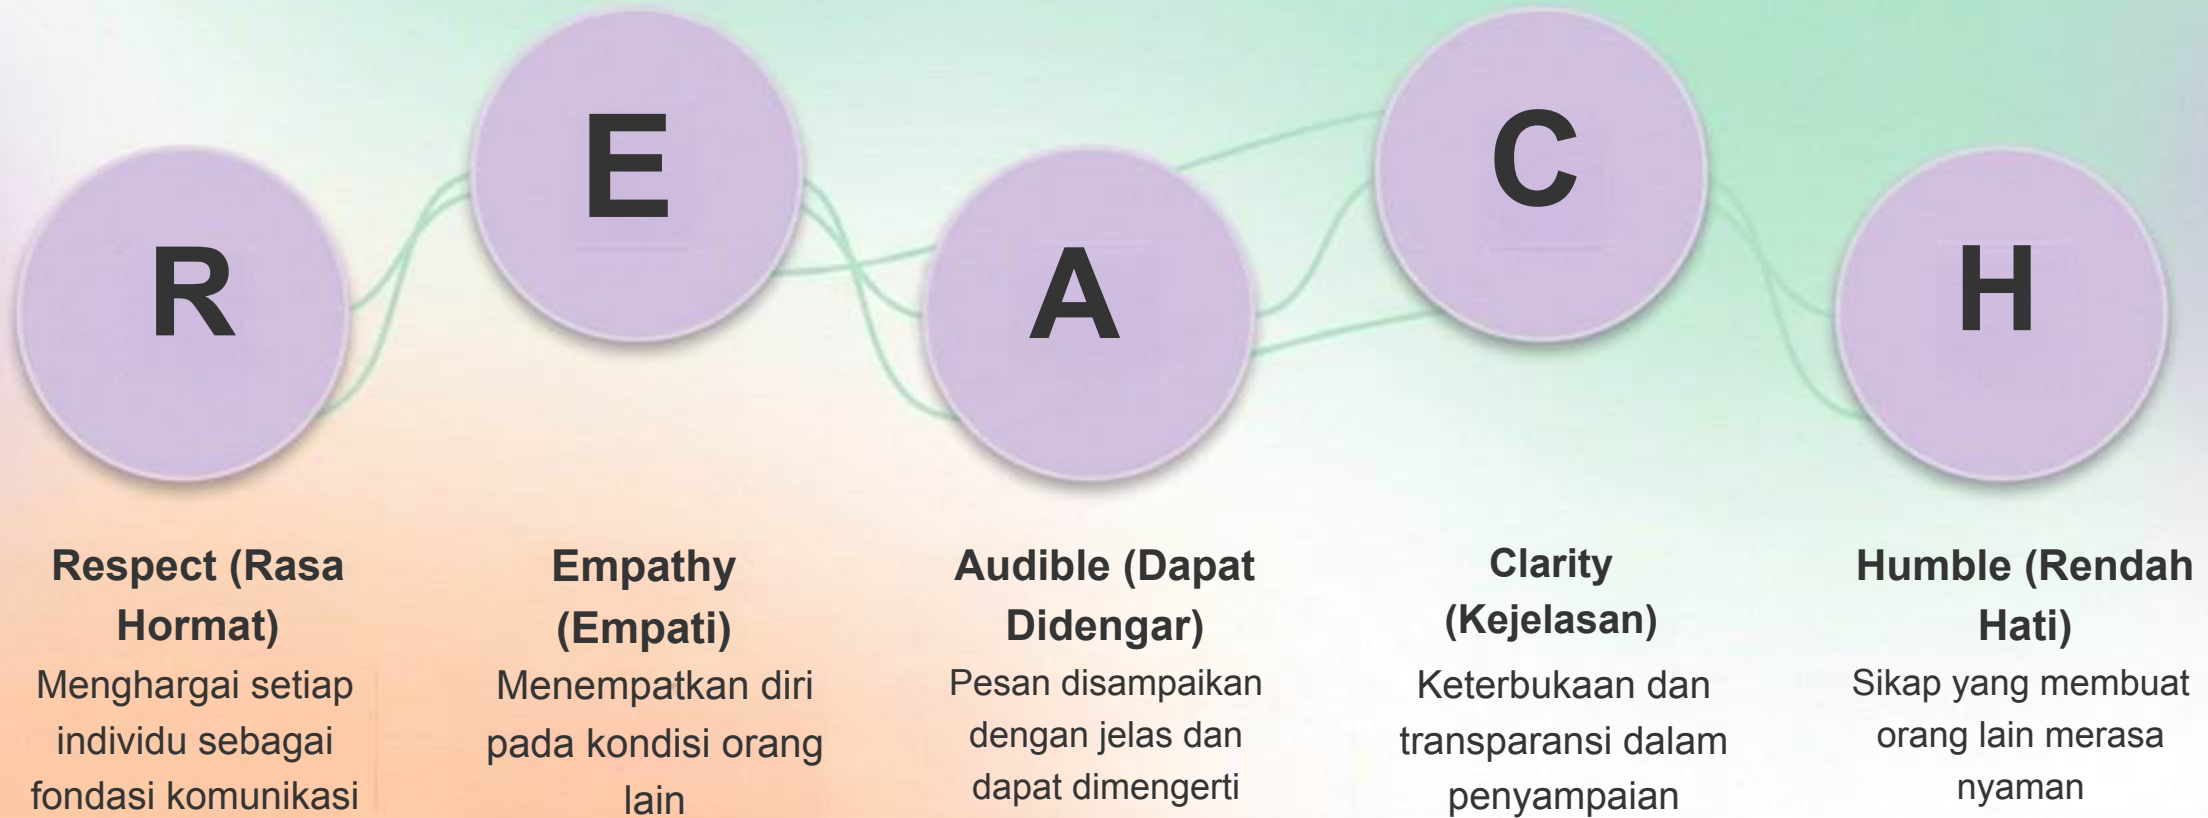 R
E
A
C
H
Respect (Rasa
Hormat)
Menghargai setiap
individu sebagai
fondasi komunikasi
Empathy
(Empati)
Menempatkan diri
pada kondisi orang
lain
Audible (Dapat
Didengar)
Pesan disampaikan
dengan jelas dan
dapat dimengerti
Clarity
(Kejelasan)
Keterbukaan dan
transparansi dalam
penyampaian
Humble (Rendah
Hati)
Sikap yang membuat
orang lain merasa
nyaman